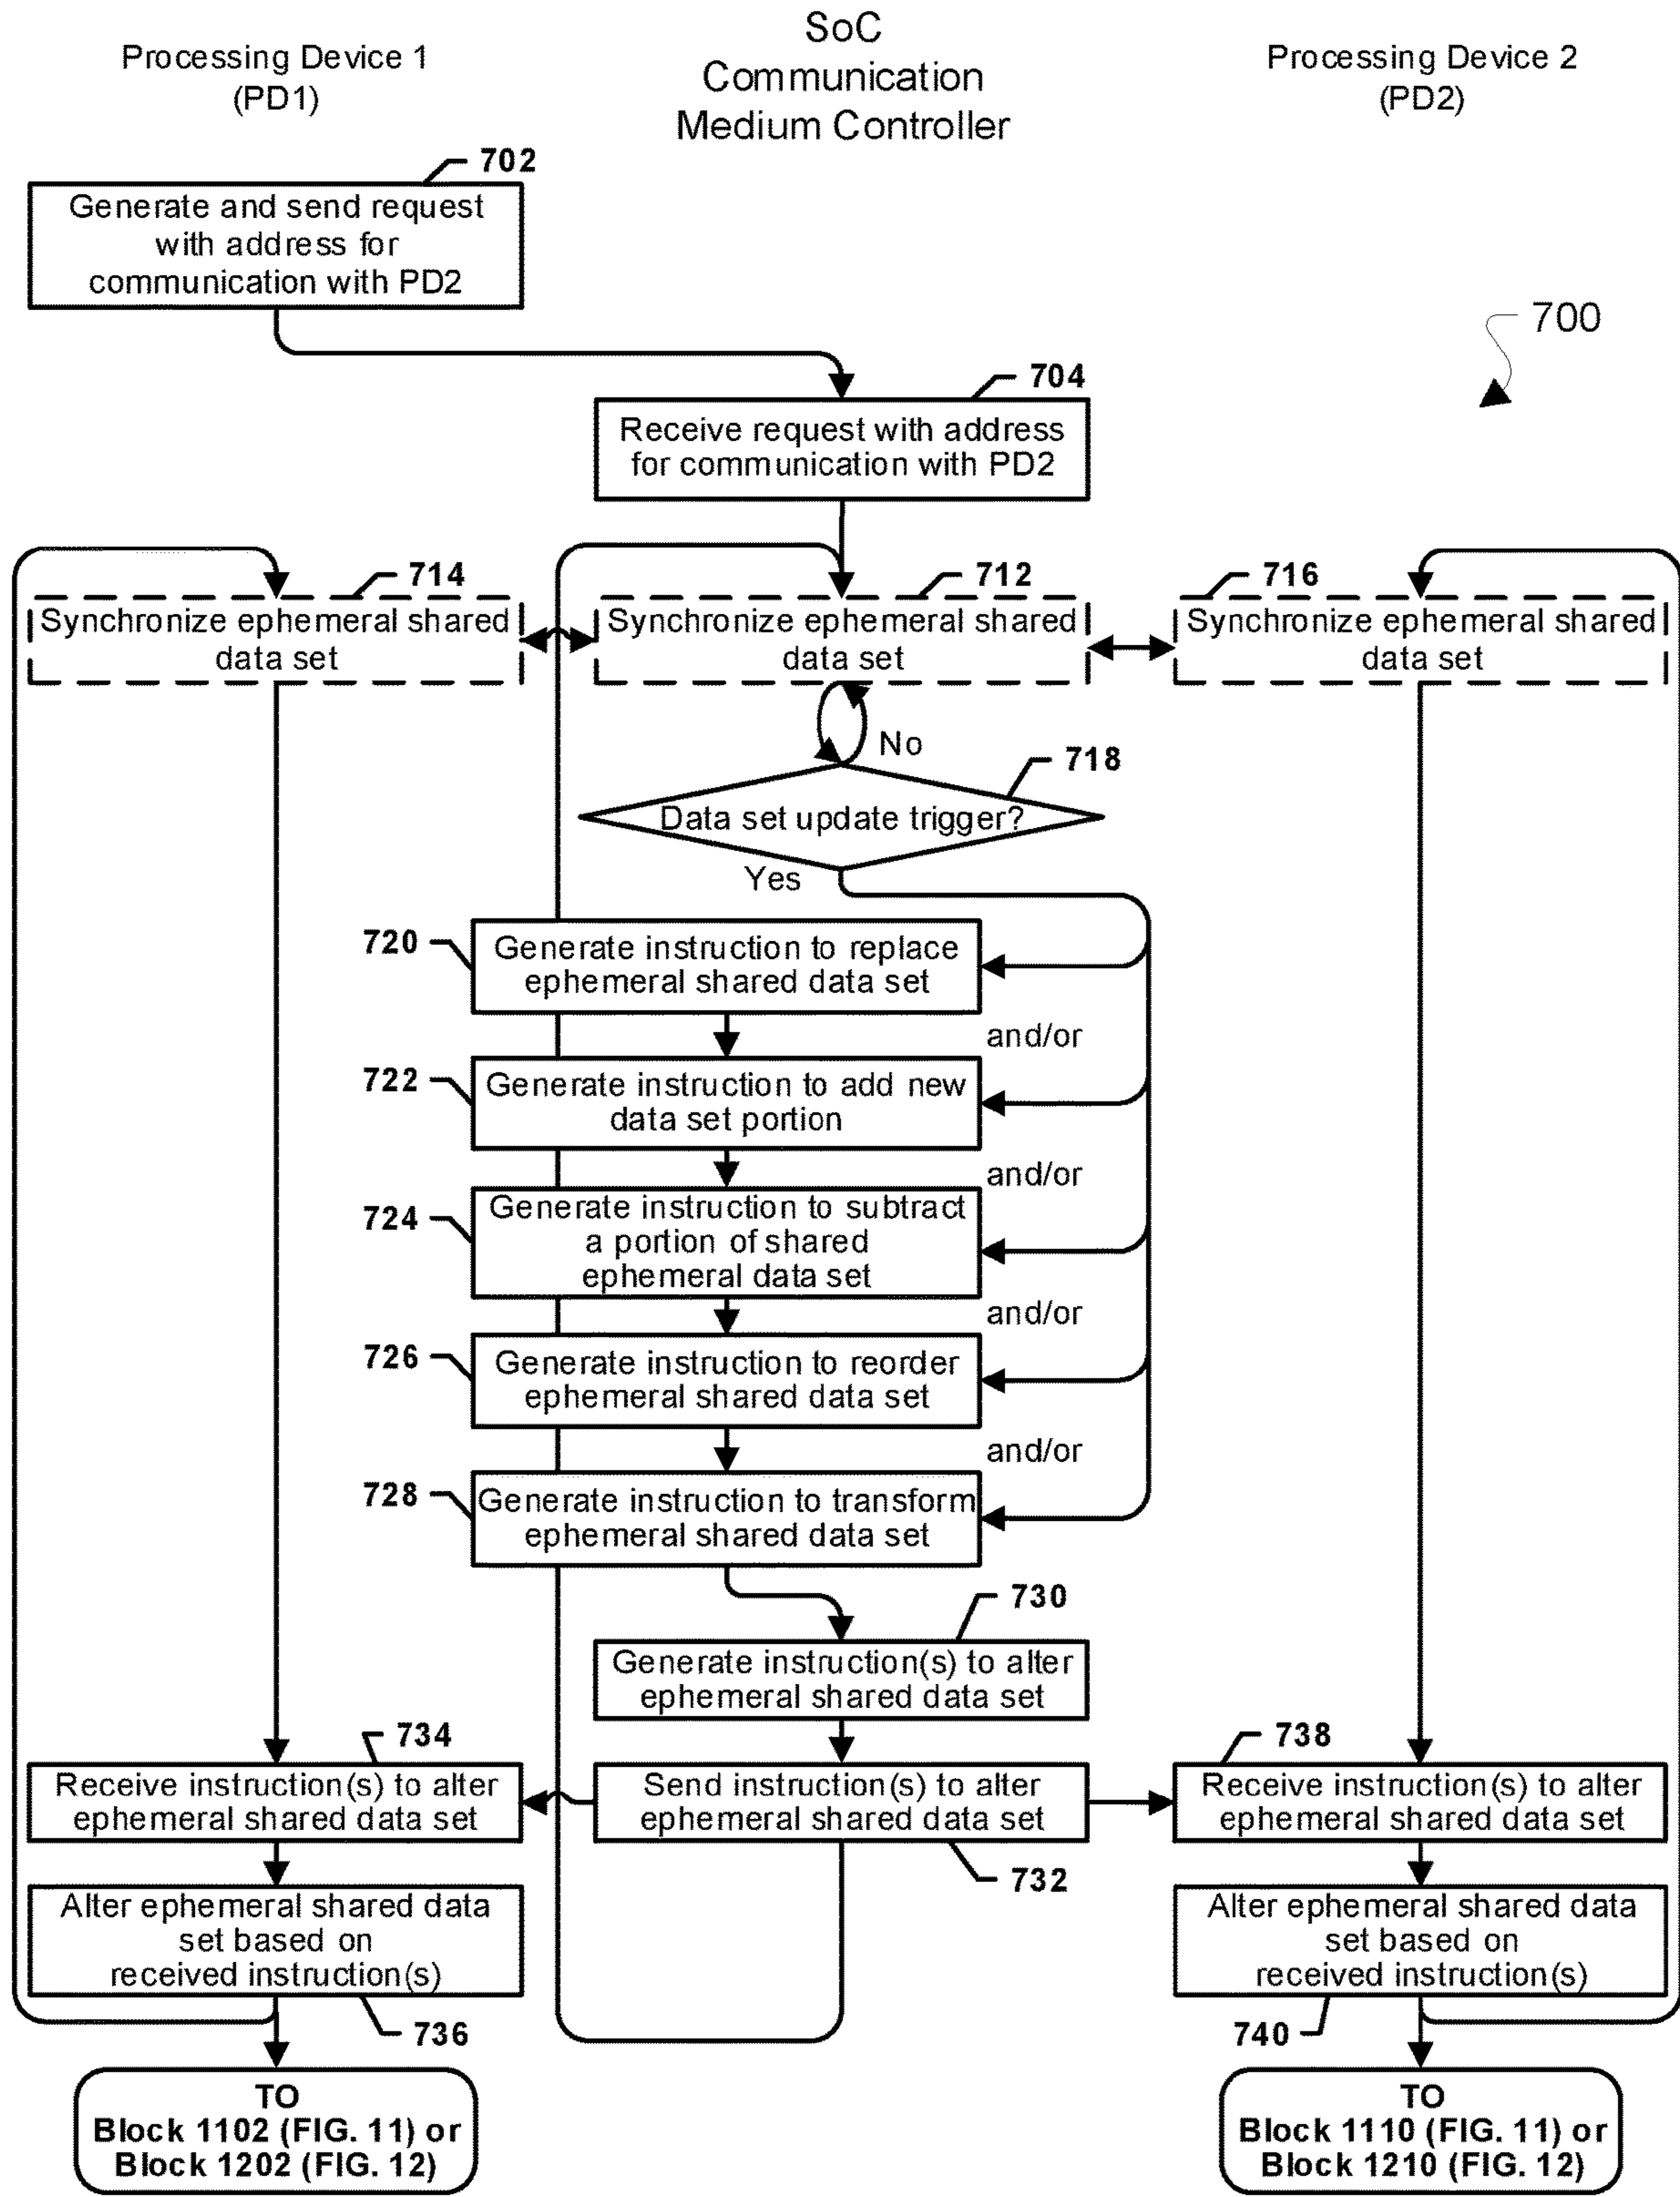 SoC
Communication
Medium Controller
Processing Device 1
(PD1)
Processing Device 2
(PD2)
702
Generate and send request
with address for
communication with PD2
700
704
Receive request with address
for communication with PD2
714
Synchronize ephemeral shared
data set
712
Synchronize ephemeral shared
data set
716
Synchronize ephemeral shared
data set
No
718
Data set update trigger?
Yes
720
Generate instruction to replace
ephemeral shared data set
and/or
722
Generate instruction to add new
data set portion
and/or
724
Generate instruction to subtract
a portion of shared
ephemeral data set
and/or
726
Generate instruction to reorder
ephemeral shared data set
and/or
728
Generate instruction to transform
ephemeral shared data set
730
Generate instruction(s) to alter
ephemeral shared data set
734
Receive instruction(s) to alter
ephemeral shared data set
Send instruction(s) to alter
ephemeral shared data set
732
738
Receive instruction(s) to alter
ephemeral shared data set
Alter ephemeral shared data
set based on
received instruction(s)
736
Alter ephemeral shared data
set based on
received instruction(s)
740
TO
Block 1102 (FIG. 11) or
Block 1202 (FIG. 12)
TO
Block 1110 (FIG. 11) or
Block 1210 (FIG. 12)